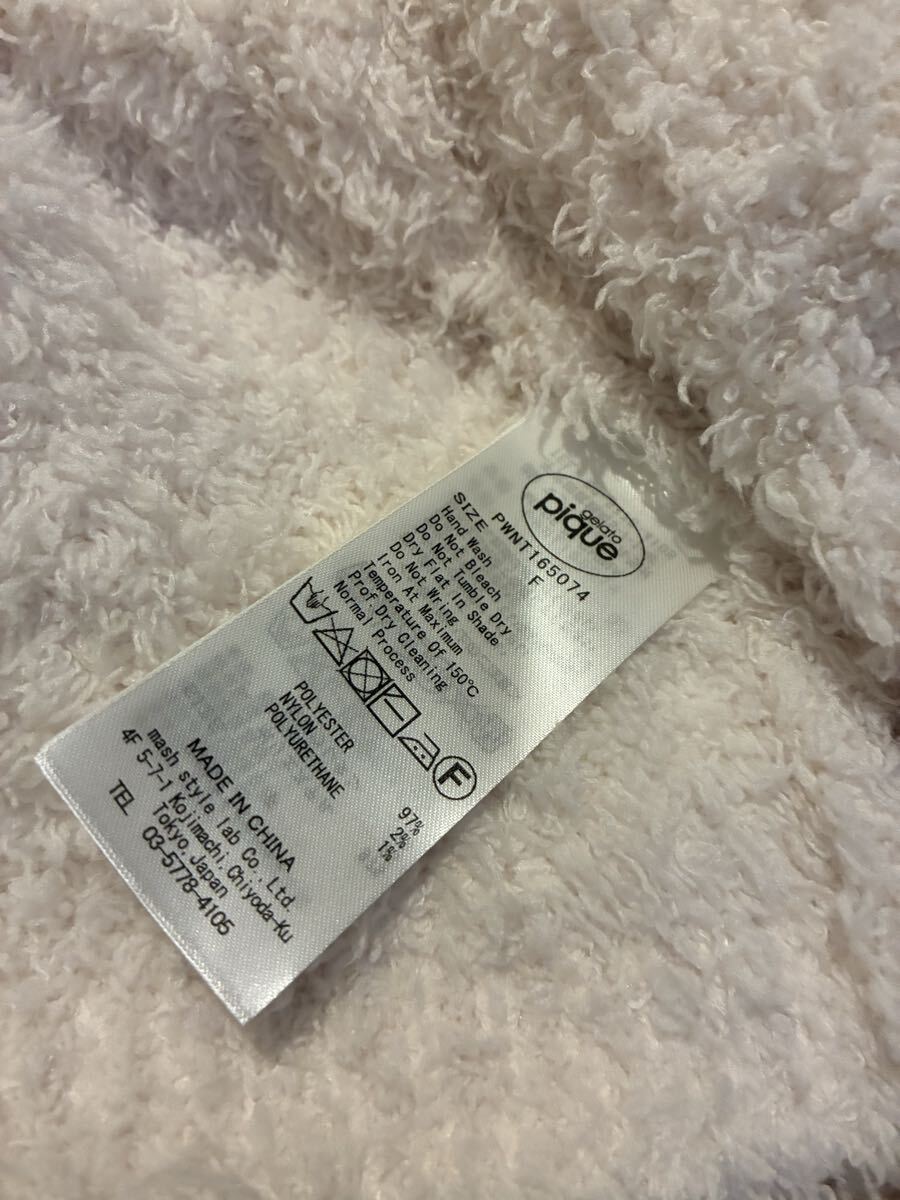 gelato
pique
PWNT165074
SIZE F
Hand Wash
Do Not Bleach
Do Not Tumble Dry
Dry Flat In Shade
Do Not Wring
Iron At Maximum
Temperature Of 150℃
Prof.Dry Cleaning
Normal Process
F
POLYESTER 97%
NYLON 2%
POLYURETHANE 1%
MADE IN CHINA
mash style lab Co.,Ltd.
4F 5-7-1 Kojimachi,Chiyoda-Ku
Tokyo,Japan
TEL 03-5778-4105